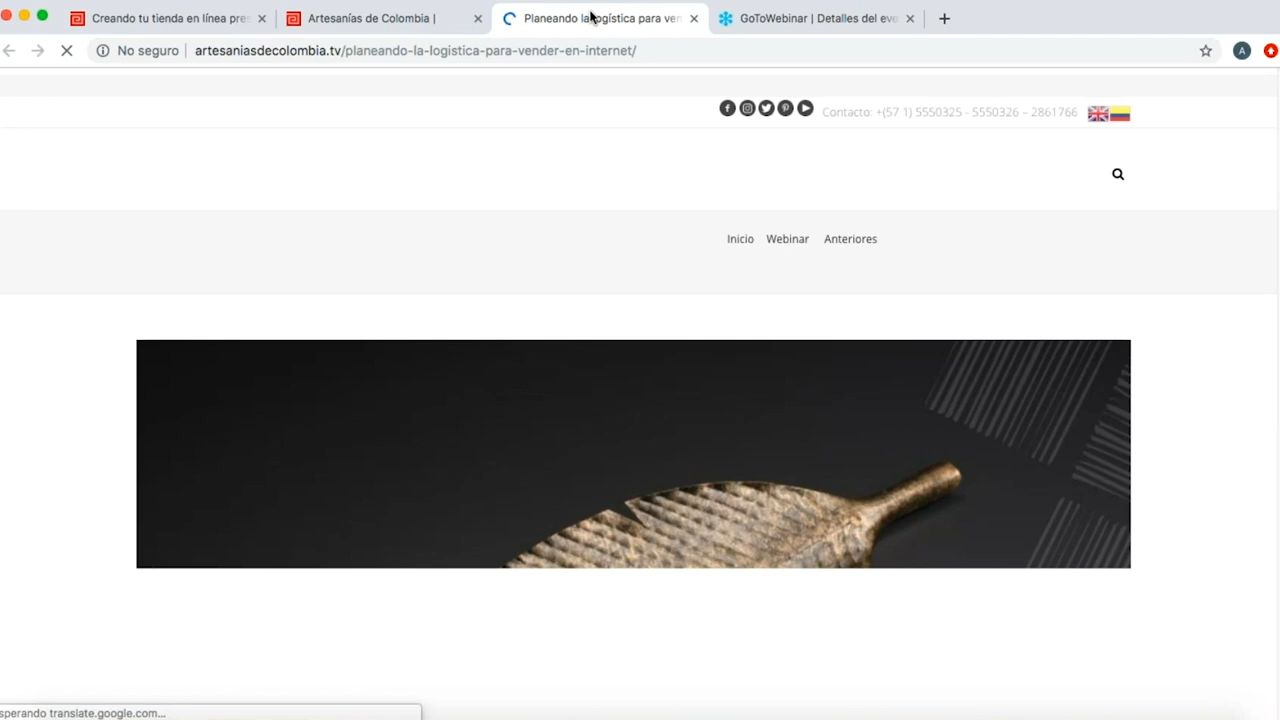 Creando tu tienda en línea pres
Artesanías de Colombia |
Planeando la logística para ven
GoToWebinar | Detalles del eve
No seguro
artesaniasdecolombia.tv/planeando-la-logistica-para-vender-en-internet/
A
Contacto: +(57 1) 5550325 - 5550326 – 2861766
Inicio Webinar Anteriores
sperando translate.google.com...